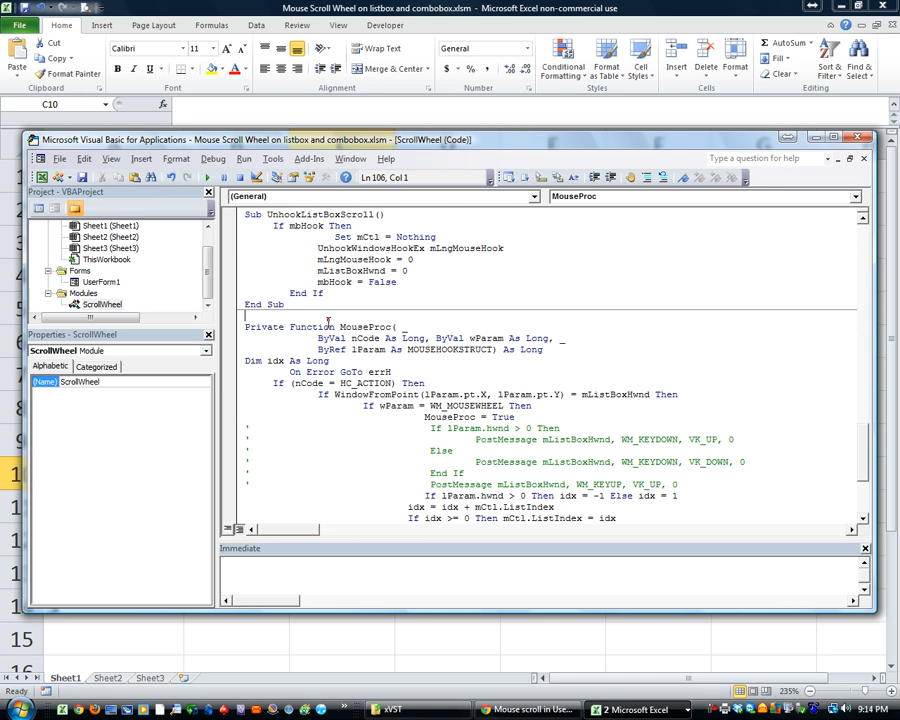 Mouse Scroll Wheel on listbox and combobox.xlsm - Microsoft Excel non-commercial use
File Home Insert Page Layout Formulas Data Review View Developer
Cut
Copy
Format Painter
Paste
Clipboard
Calibri 11
B I U
Font
Wrap Text
Merge & Center
Alignment
General
$ % ,
Number
Conditional Formatting
Format as Table
Cell Styles
Styles
Insert Delete Format
Cells
AutoSum
Fill
Clear
Sort & Filter
Find & Select
Editing
C10 fx
Microsoft Visual Basic for Applications - Mouse Scroll Wheel on listbox and combobox.xlsm - [ScrollWheel (Code)]
File Edit View Insert Format Debug Run Tools Add-Ins Window Help
Type a question for help
Ln 106, Col 1
Project - VBAProject
Sheet1 (Sheet1)
Sheet2 (Sheet2)
Sheet3 (Sheet3)
ThisWorkbook
Forms
UserForm1
Modules
ScrollWheel
Properties - ScrollWheel
ScrollWheel Module
Alphabetic Categorized
(Name) ScrollWheel
(General) MouseProc
Sub UnhookListBoxScroll()
If mbHook Then
Set mCtl = Nothing
UnhookWindowsHookEx mLngMouseHook
mLngMouseHook = 0
mListBoxHwnd = 0
mbHook = False
End If
End Sub
Private Function MouseProc( _
ByVal nCode As Long, ByVal wParam As Long, _
ByRef lParam As MOUSEHOOKSTRUCT) As Long
Dim idx As Long
On Error GoTo errH
If (nCode = HC_ACTION) Then
If WindowFromPoint(lParam.pt.X, lParam.pt.Y) = mListBoxHwnd Then
If wParam = WM_MOUSEWHEEL Then
MouseProc = True
' If lParam.hwnd > 0 Then
' PostMessage mListBoxHwnd, WM_KEYDOWN, VK_UP, 0
' Else
' PostMessage mListBoxHwnd, WM_KEYDOWN, VK_DOWN, 0
' End If
' PostMessage mListBoxHwnd, WM_KEYUP, VK_UP, 0
If lParam.hwnd > 0 Then idx = -1 Else idx = 1
idx = idx + mCtl.ListIndex
If idx >= 0 Then mCtl.ListIndex = idx
Immediate
15
16
Sheet1 Sheet2 Sheet3
Ready
235%
xVST
Mouse scroll in Use...
2 Microsoft Excel
9:14 PM